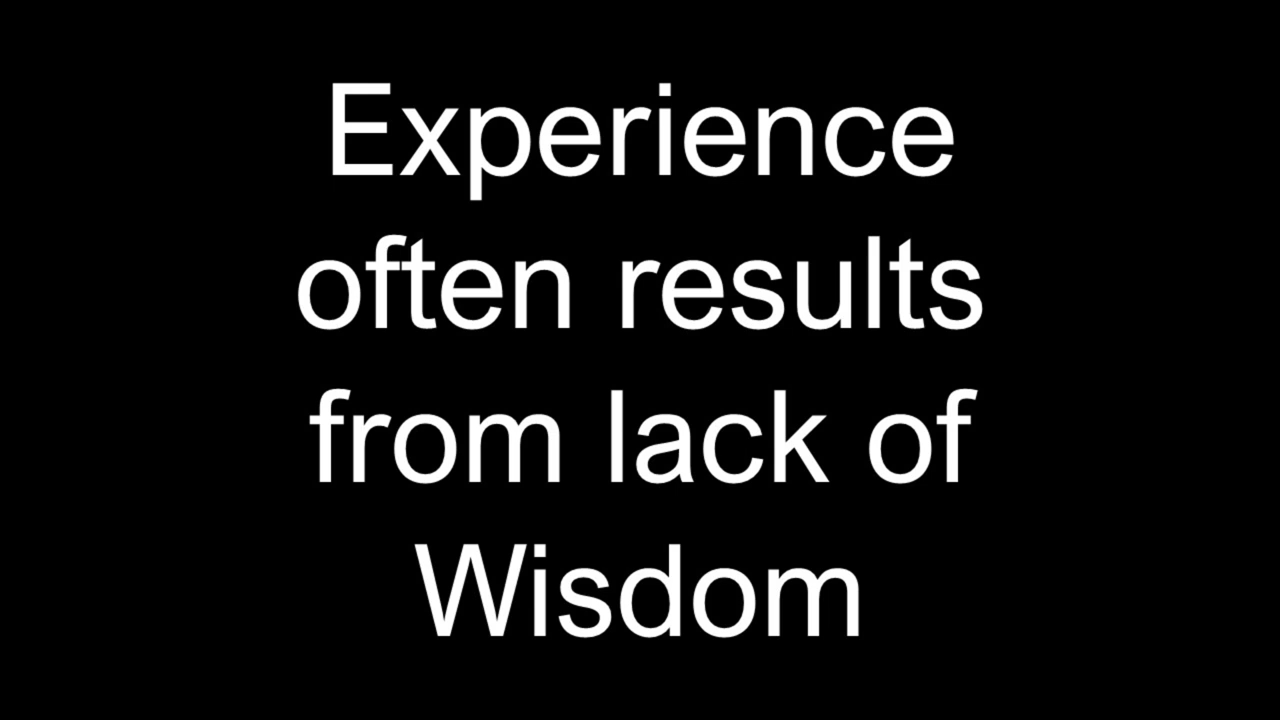 Experience
often results
from lack of
Wisdom